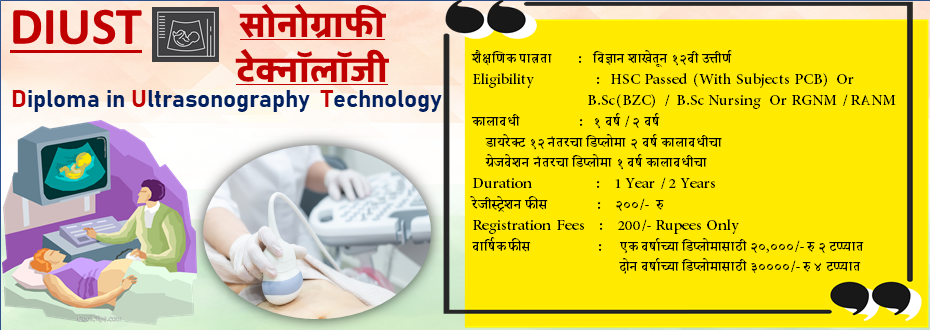 DIUST
सोनोग्राफी
टेक्नॉलॉजी
Diploma in Ultrasonography Technology
शैक्षणिक पात्रता : विज्ञान शाखेतून १२वी उत्तीर्ण
Eligibility : HSC Passed (With Subjects PCB) Or
B.Sc(BZC) / B.Sc Nursing Or RGNM / RANM
कालावधी : १ वर्ष / २ वर्ष
डायरेक्ट १२ नंतरचा डिप्लोमा २ वर्ष कालावधीचा
ग्रेजवेशन नंतरचा डिप्लोमा १ वर्ष कालावधीचा
Duration : 1 Year / 2 Years
रेजीस्ट्रेशन फीस : २००/- रु
Registration Fees : 200/- Rupees Only
वार्षिक फीस : एक वर्षाच्या डिप्लोमासाठी २०,०००/- रु २ टप्प्यात
दोन वर्षाच्या डिप्लोमासाठी ३००००/- रु ४ टप्प्यात